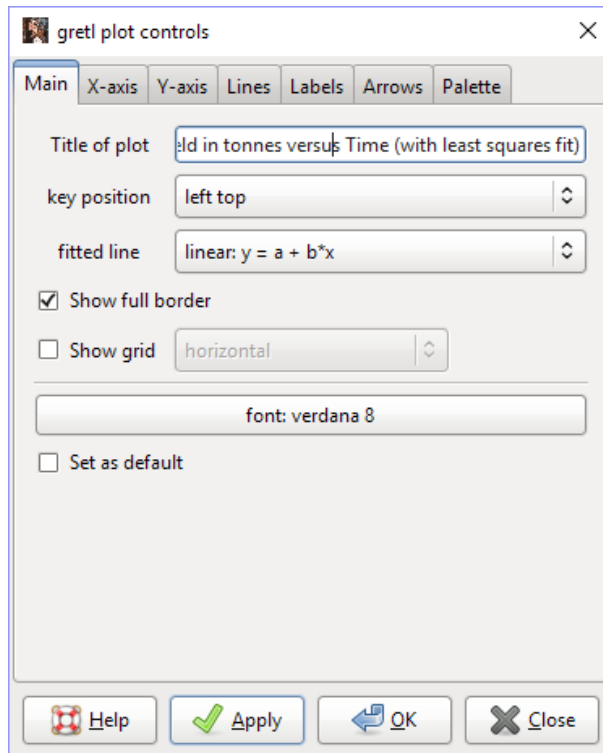 gretl plot controls
Main X-axis Y-axis Lines Labels Arrows Palette
Title of plot eld in tonnes versus Time (with least squares fit)
key position left top
fitted line linear: y = a + b*x
Show full border
Show grid horizontal
font: verdana 8
Set as default
Help Apply OK Close